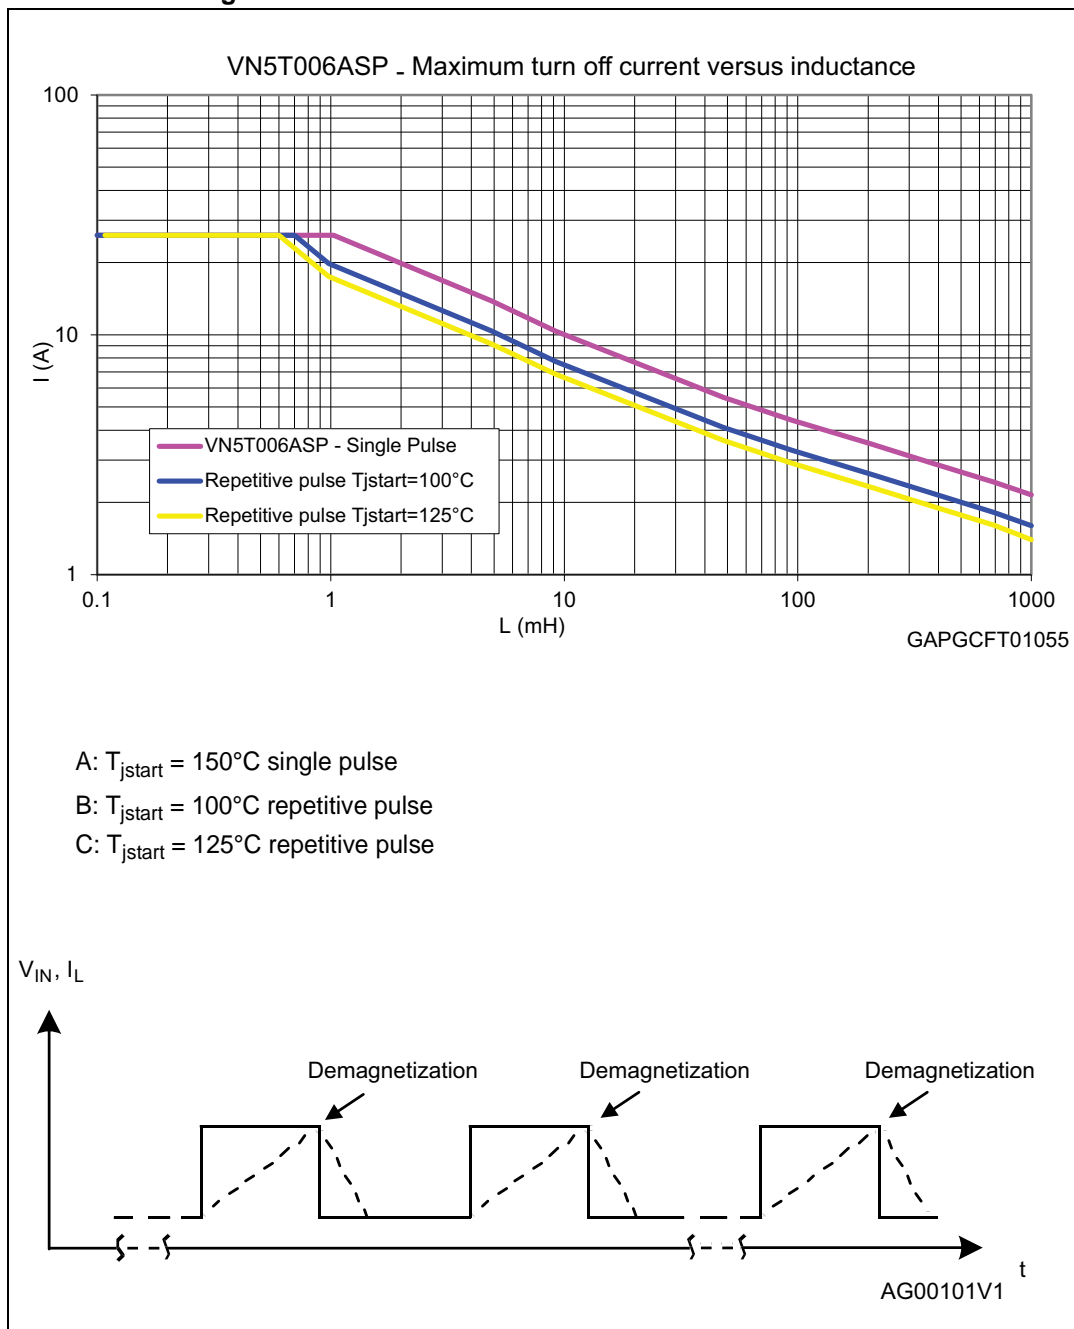 VN5T006ASP - Maximum turn off current versus inductance
100
10
1
I (A)
VN5T006ASP - Single Pulse
Repetitive pulse Tjstart=100°C
Repetitive pulse Tjstart=125°C
0.1 1 10 100 1000
L (mH)
GAPGCFT01055
A: Tjstart = 150°C single pulse
B: Tjstart = 100°C repetitive pulse
C: Tjstart = 125°C repetitive pulse
VIN, IL
Demagnetization Demagnetization Demagnetization
t
AG00101V1